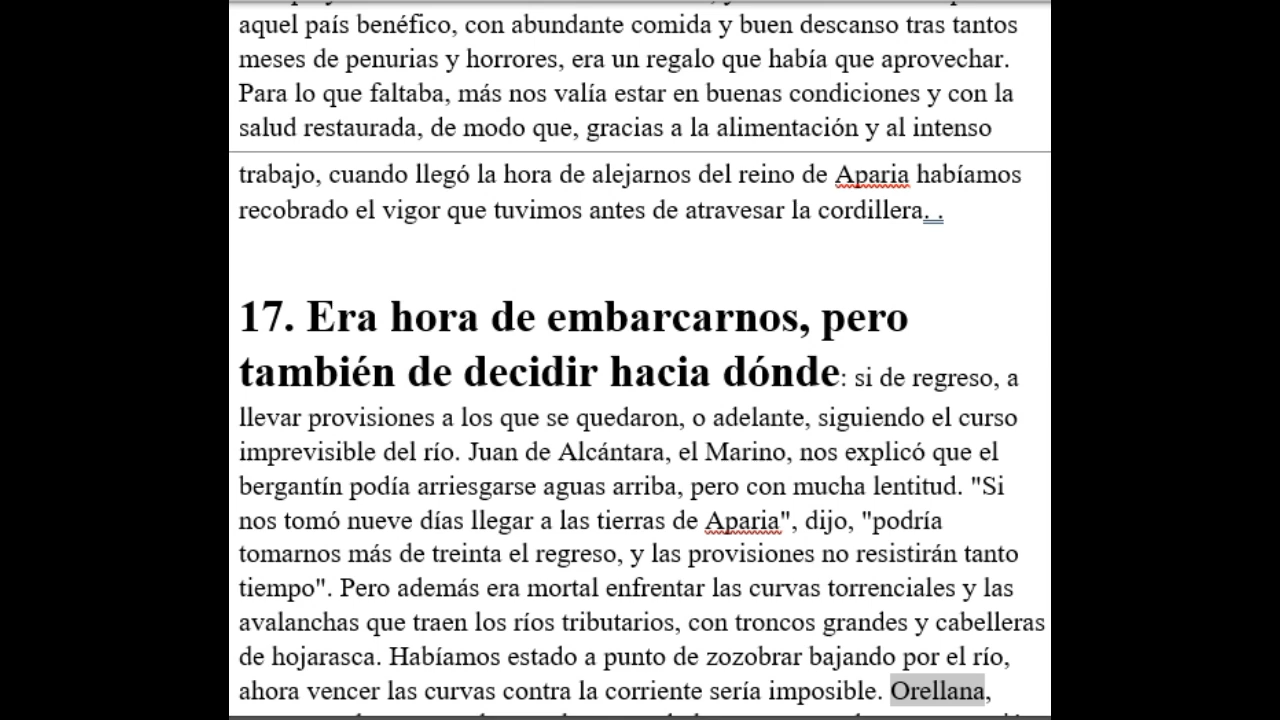 aquel país benéfico, con abundante comida y buen descanso tras tantos
meses de penurias y horrores, era un regalo que había que aprovechar.
Para lo que faltaba, más nos valía estar en buenas condiciones y con la
salud restaurada, de modo que, gracias a la alimentación y al intenso
trabajo, cuando llegó la hora de alejarnos del reino de Aparia habíamos
recobrado el vigor que tuvimos antes de atravesar la cordillera. .
17. Era hora de embarcarnos, pero
también de decidir hacia dónde: si de regreso, a
llevar provisiones a los que se quedaron, o adelante, siguiendo el curso
imprevisible del río. Juan de Alcántara, el Marino, nos explicó que el
bergantín podía arriesgarse aguas arriba, pero con mucha lentitud. "Si
nos tomó nueve días llegar a las tierras de Aparia", dijo, "podría
tomarnos más de treinta el regreso, y las provisiones no resistirán tanto
tiempo". Pero además era mortal enfrentar las curvas torrenciales y las
avalanchas que traen los ríos tributarios, con troncos grandes y cabelleras
de hojarasca. Habíamos estado a punto de zozobrar bajando por el río,
ahora vencer las curvas contra la corriente sería imposible. Orellana,